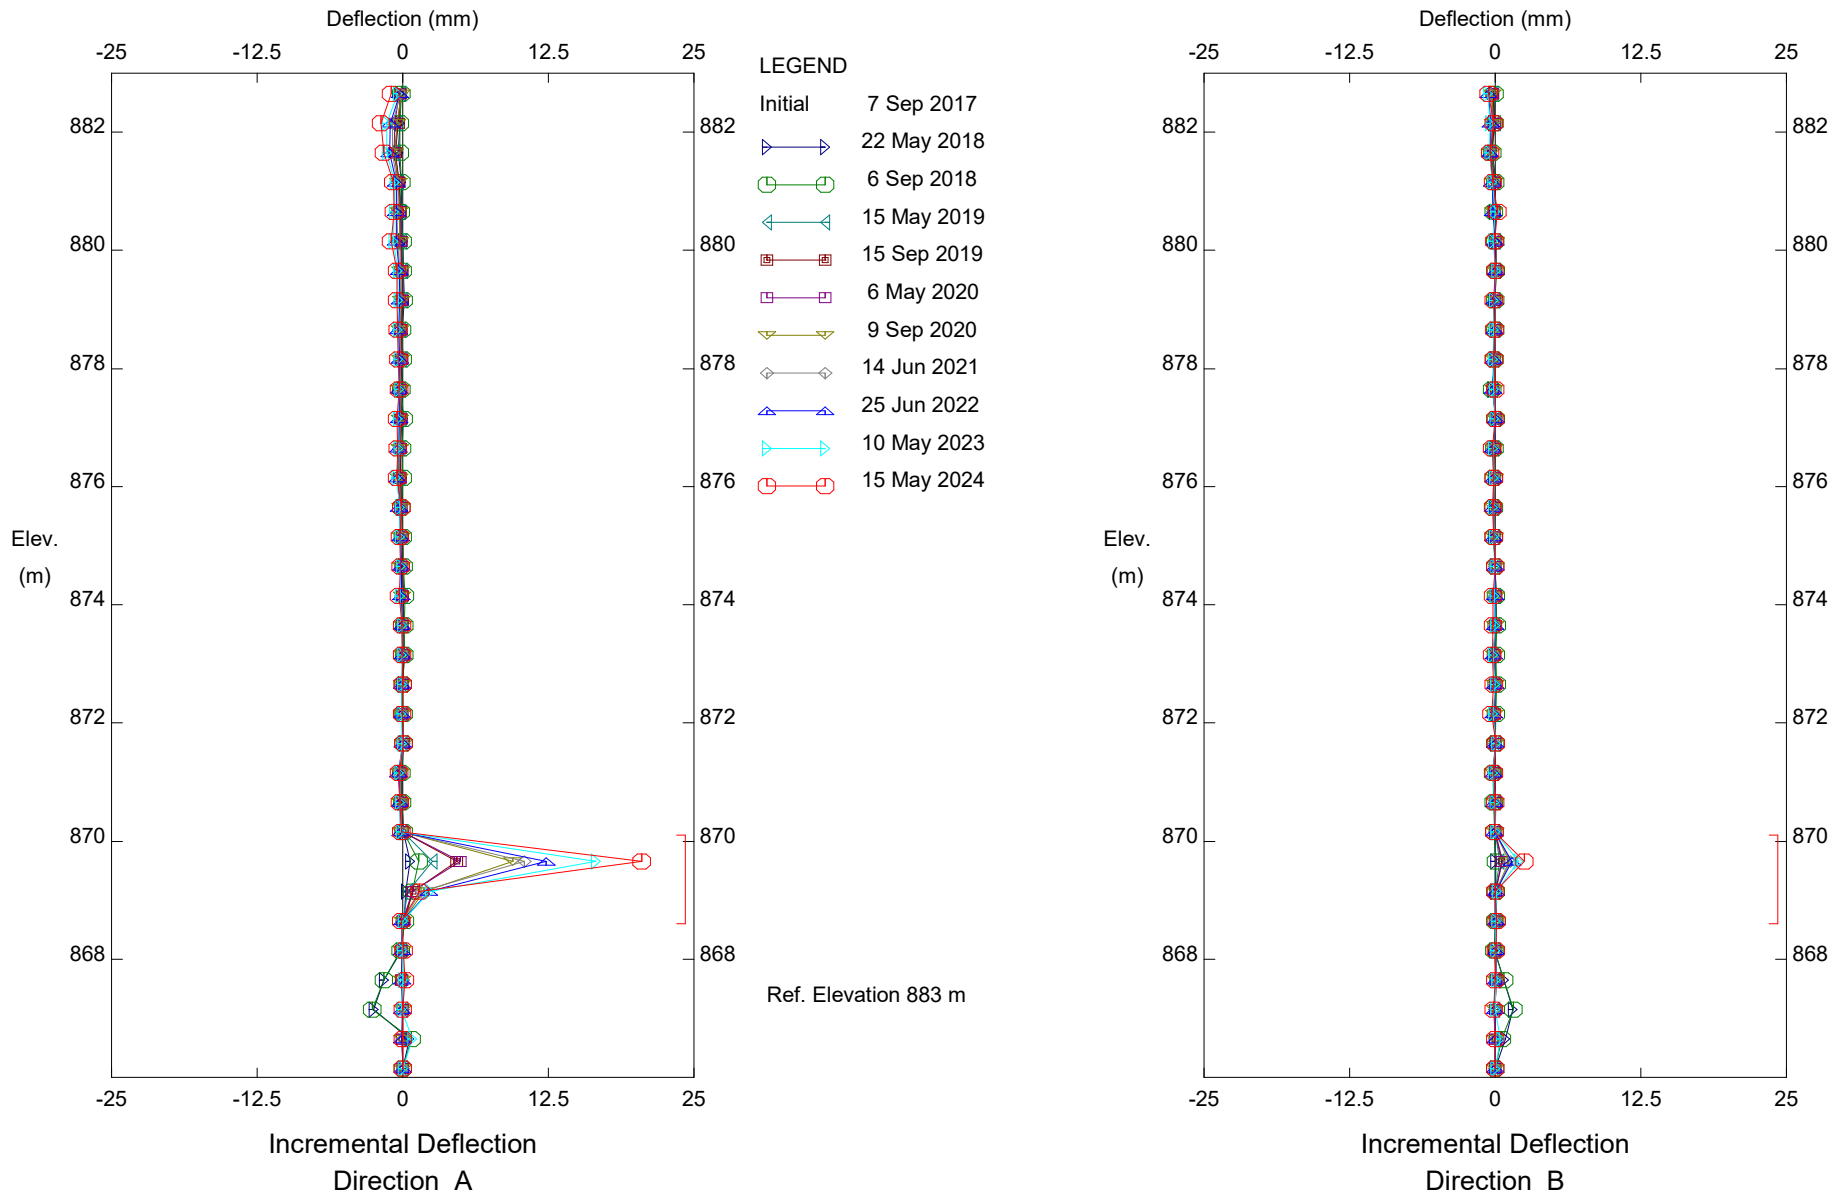 Deflection (mm)
-25 -12.5 0 12.5 25
882 882
880 880
878 878
876 876
874 874
872 872
870 870
868 868
Elev.
(m)
-25 -12.5 0 12.5 25
Incremental Deflection
Direction A
LEGEND
Initial 7 Sep 2017
22 May 2018
6 Sep 2018
15 May 2019
15 Sep 2019
6 May 2020
9 Sep 2020
14 Jun 2021
25 Jun 2022
10 May 2023
15 May 2024
Ref. Elevation 883 m
Deflection (mm)
-25 -12.5 0 12.5 25
882 882
880 880
878 878
876 876
874 874
872 872
870 870
868 868
Elev.
(m)
-25 -12.5 0 12.5 25
Incremental Deflection
Direction B